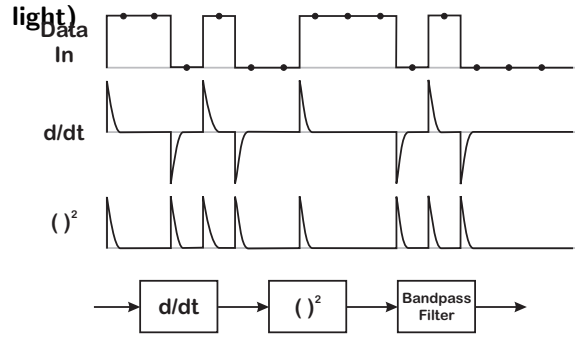 light)
Data
In
d/dt
( )²
d/dt
( )²
Bandpass
Filter